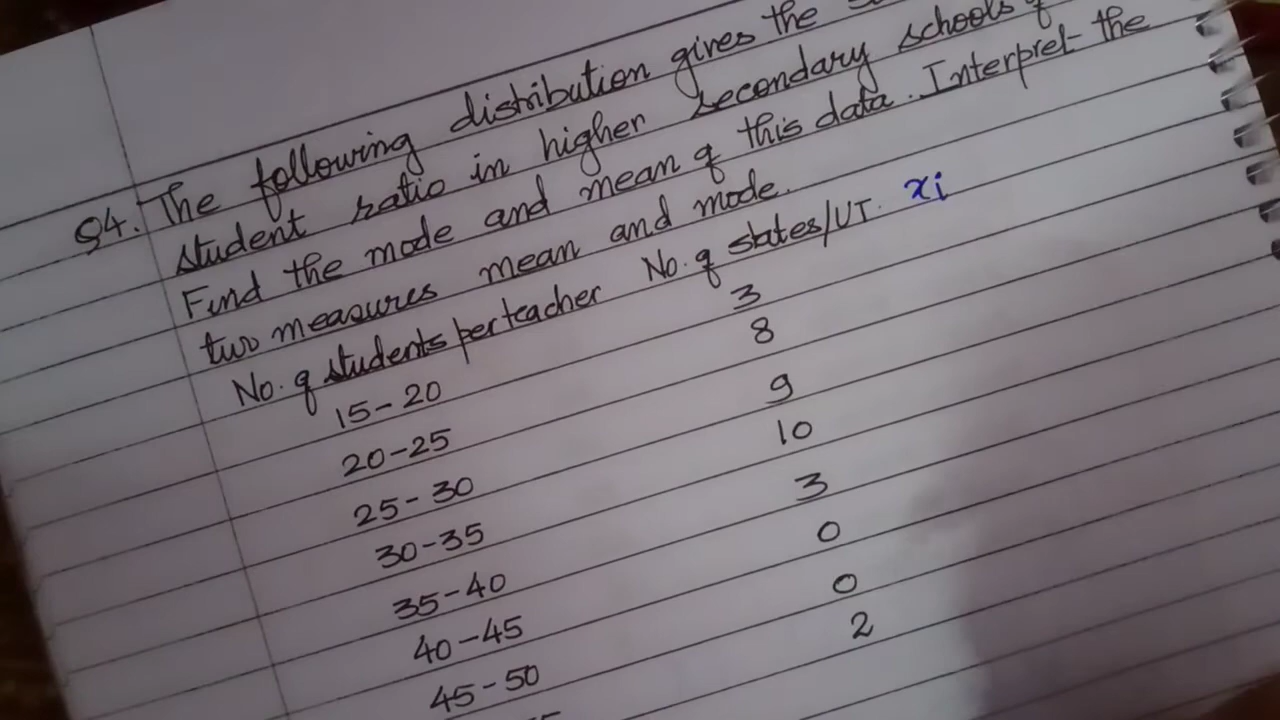 Q4. The following distribution gives the
student ratio in higher secondary schools of
Find the mode and mean of this data. Interpret the
two measures mean and mode.
No. of students per teacher No. of states/UT. xi
15-20 3
20-25 8
25-30 9
30-35 10
35-40 3
40-45 0
45-50 0
2